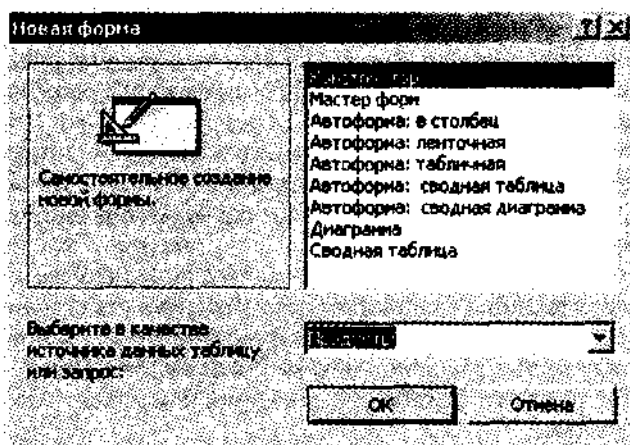 Новая форма
Конструктор
Мастер форм
Автоформа: в столбец
Автоформа: ленточная
Автоформа: табличная
Автоформа: сводная таблица
Автоформа: сводная диаграмма
Диаграмма
Сводная таблица
Самостоятельное создание
новой формы.
Выберите в качестве
источника данных таблицу
или запрос:
ОК
Отмена